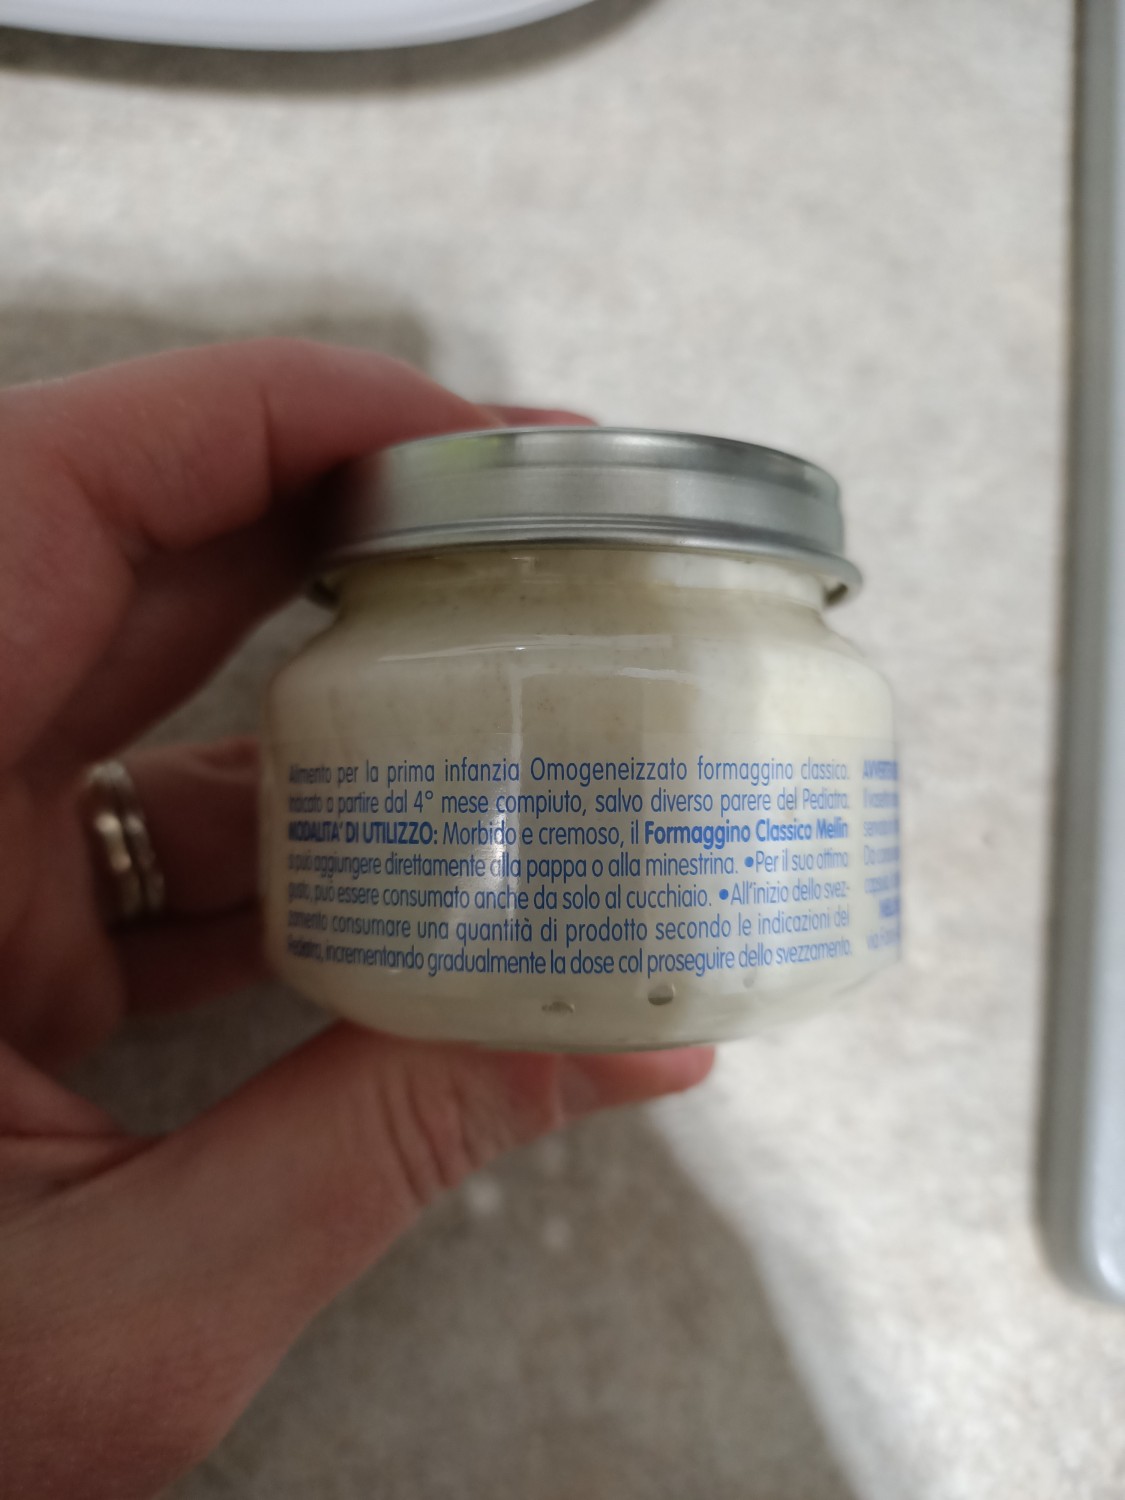 Alimento per la prima infanzia Omogeneizzato formaggino classico.
Indicato a partire dal 4° mese compiuto, salvo diverso parere del Pediatra.
MODALITA' DI UTILIZZO: Morbido e cremoso, il Formaggino Classico Mellin
si può aggiungere direttamente alla pappa o alla minestrina. •Per il suo ottimo
gusto, può essere consumato anche da solo al cucchiaio. •All'inizio dello svez-
zamento consumare una quantità di prodotto secondo le indicazioni del
Pediatra, incrementando gradualmente la dose col proseguire dello svezzamento.